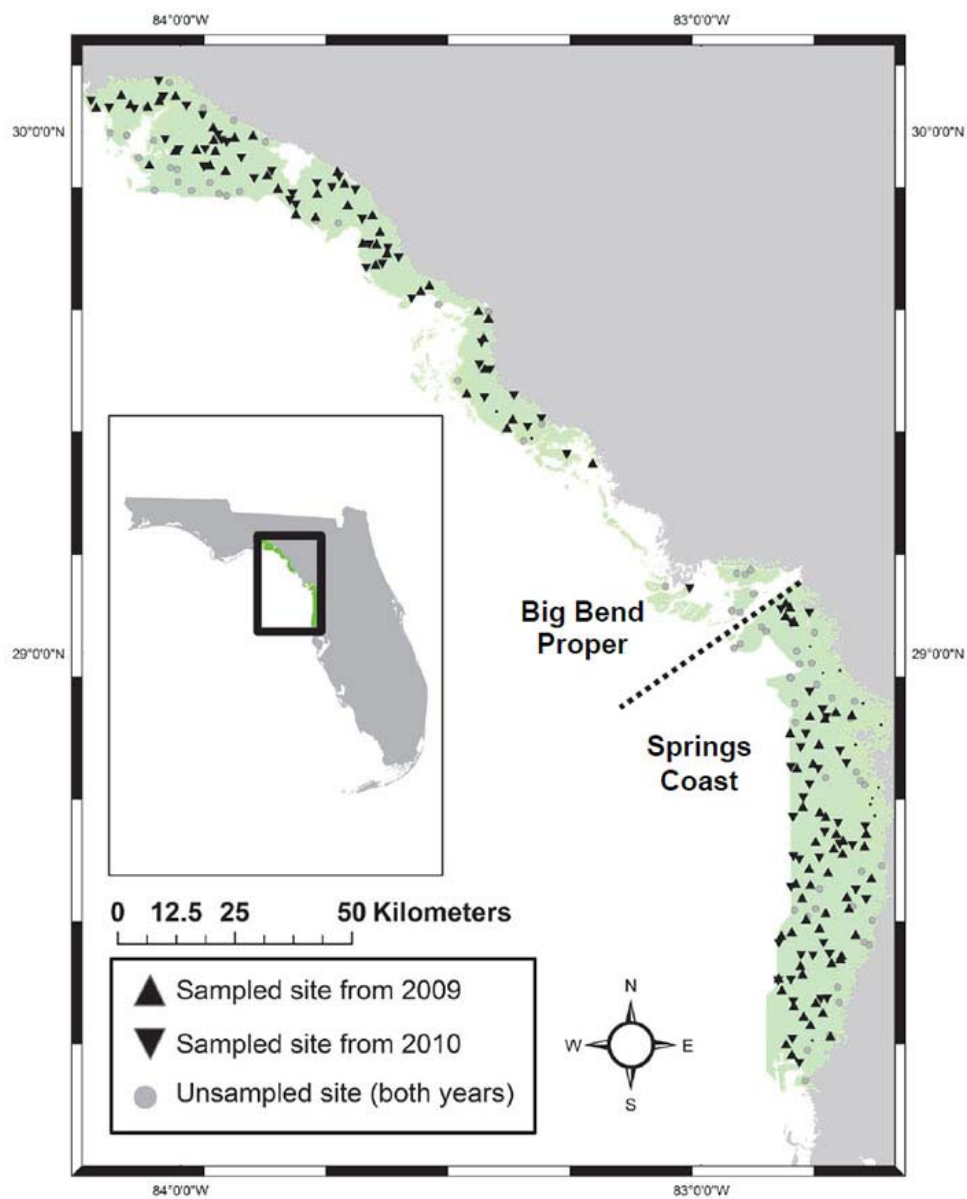 84°0'0"W
83°0'0"W
30°0'0"N
30°0'0"N
Big Bend
Proper
29°0'0"N
29°0'0"N
Springs
Coast
0 12.5 25 50 Kilometers
Sampled site from 2009
Sampled site from 2010
Unsampled site (both years)
N
W E
S
84°0'0"W
83°0'0"W